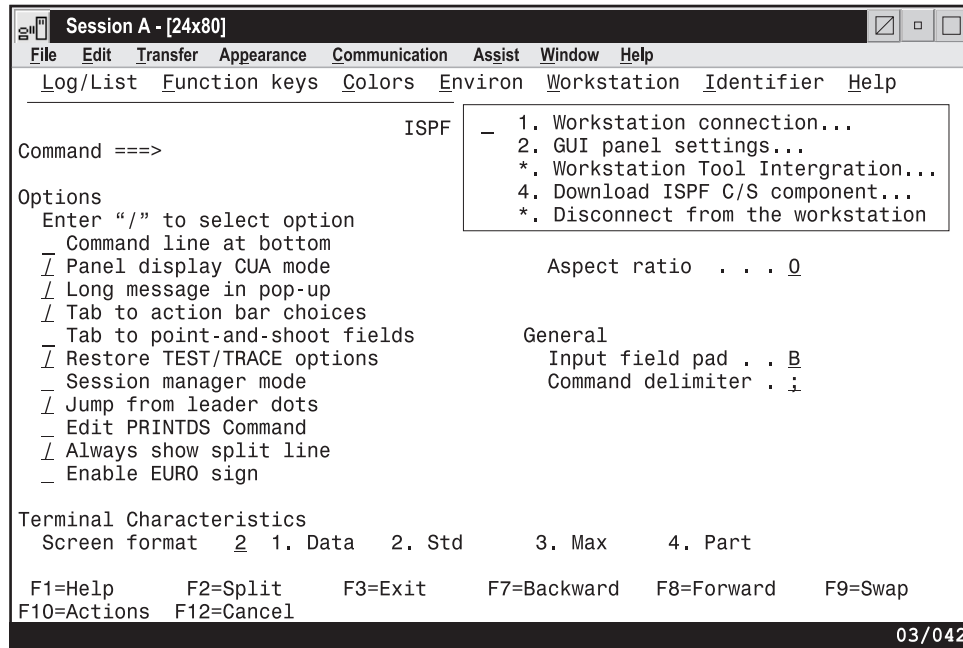 Session A - [24x80]
File Edit Transfer Appearance Communication Assist Window Help
Log/List Function keys Colors Environ Workstation Identifier Help
ISPF _ 1. Workstation connection...
Command ===> 2. GUI panel settings...
*. Workstation Tool Intergration...
Options 4. Download ISPF C/S component...
Enter “/” to select option *. Disconnect from the workstation
_ Command line at bottom
/ Panel display CUA mode Aspect ratio . . . 0
/ Long message in pop-up
/ Tab to action bar choices
_ Tab to point-and-shoot fields General
/ Restore TEST/TRACE options Input field pad . . B
_ Session manager mode Command delimiter . ;
/ Jump from leader dots
_ Edit PRINTDS Command
/ Always show split line
_ Enable EURO sign
Terminal Characteristics
Screen format 2 1. Data 2. Std 3. Max 4. Part
F1=Help F2=Split F3=Exit F7=Backward F8=Forward F9=Swap
F10=Actions F12=Cancel
03/042